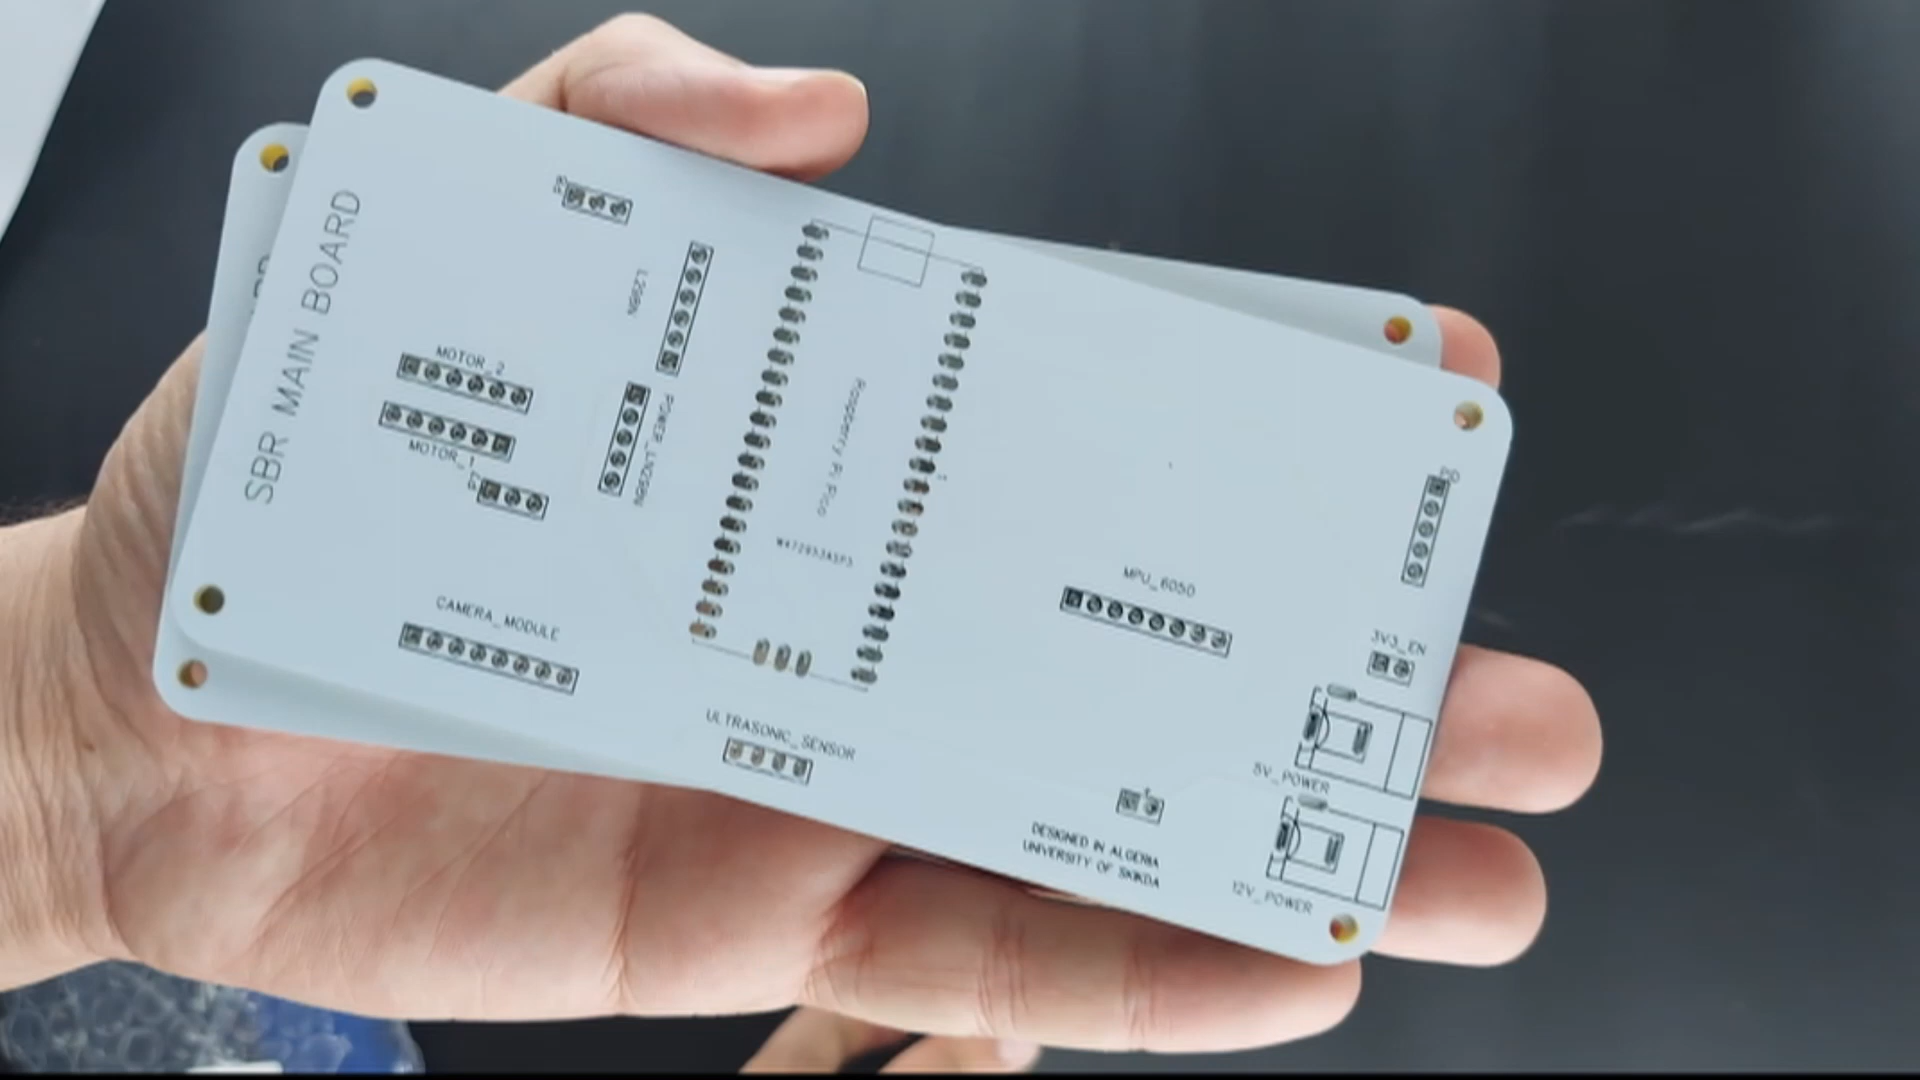 SBR MAIN BOARD
L298N
MOTOR_2
MOTOR_1
POWER_LN298N
Raspberry Pi Pico
CAMERA_MODULE
ULTRASONIC_SENSOR
MPU_6050
3V3_EN
5V_POWER
12V_POWER
DESIGNED IN ALGERIA
UNIVERSITY OF SKIKDA